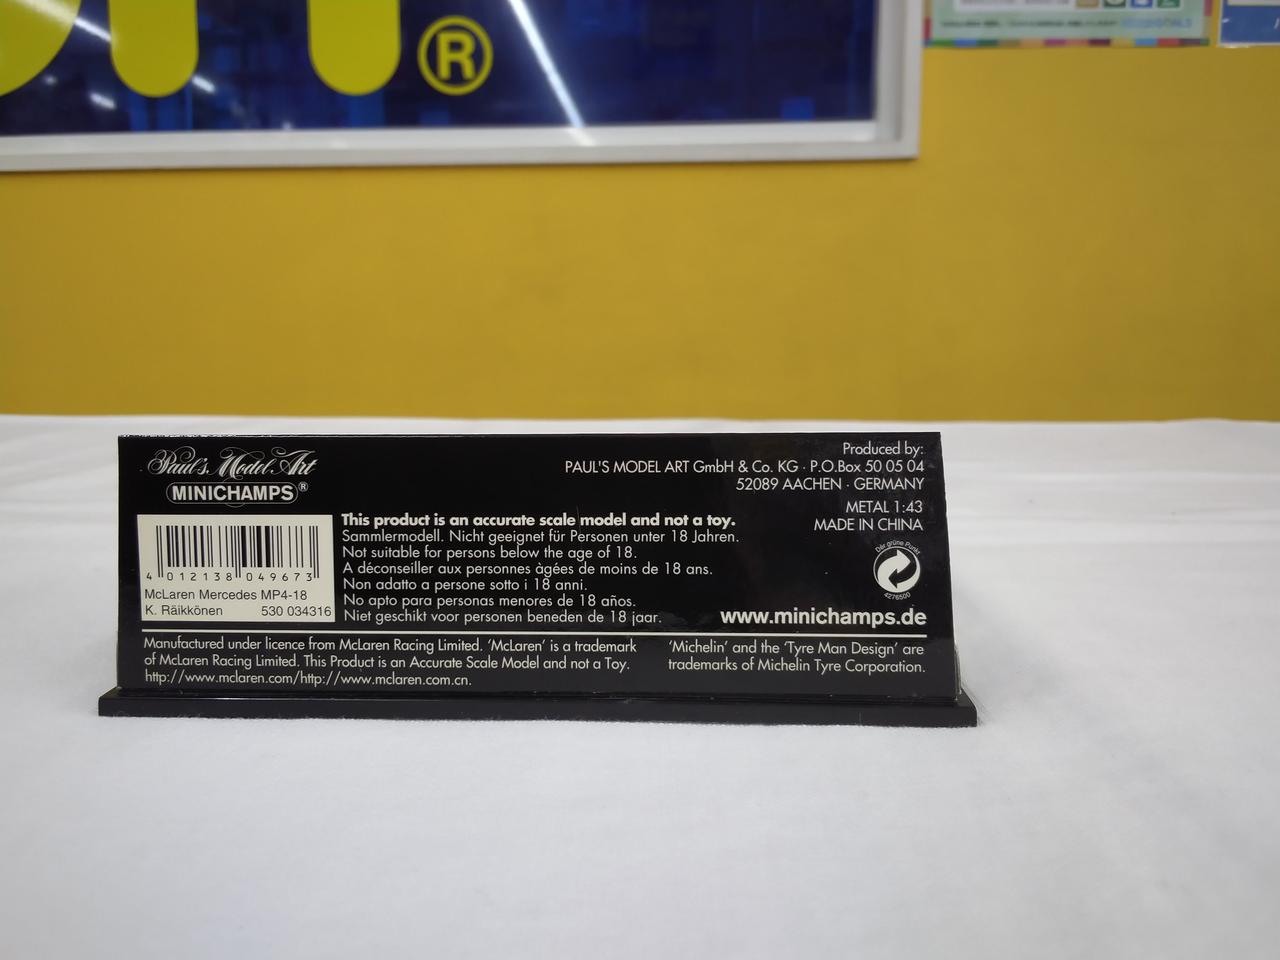 ®
Paul's Model Art
MINICHAMPS®
Produced by:
PAUL'S MODEL ART GmbH & Co. KG · P.O.Box 50 05 04
52089 AACHEN · GERMANY
METAL 1:43
MADE IN CHINA
Der grüne Punkt
4276500
4 012138 049673
McLaren Mercedes MP4-18
K. Räikkönen 530 034316
This product is an accurate scale model and not a toy.
Sammlermodell. Nicht geeignet für Personen unter 18 Jahren.
Not suitable for persons below the age of 18.
A déconseiller aux personnes àgées de moins de 18 ans.
Non adatto a persone sotto i 18 anni.
No apto para personas menores de 18 años.
Niet geschikt voor personen beneden de 18 jaar.
www.minichamps.de
Manufactured under licence from McLaren Racing Limited. 'McLaren' is a trademark
of McLaren Racing Limited. This Product is an Accurate Scale Model and not a Toy.
http://www.mclaren.com/http://www.mclaren.com.cn.
'Michelin' and the 'Tyre Man Design' are
trademarks of Michelin Tyre Corporation.